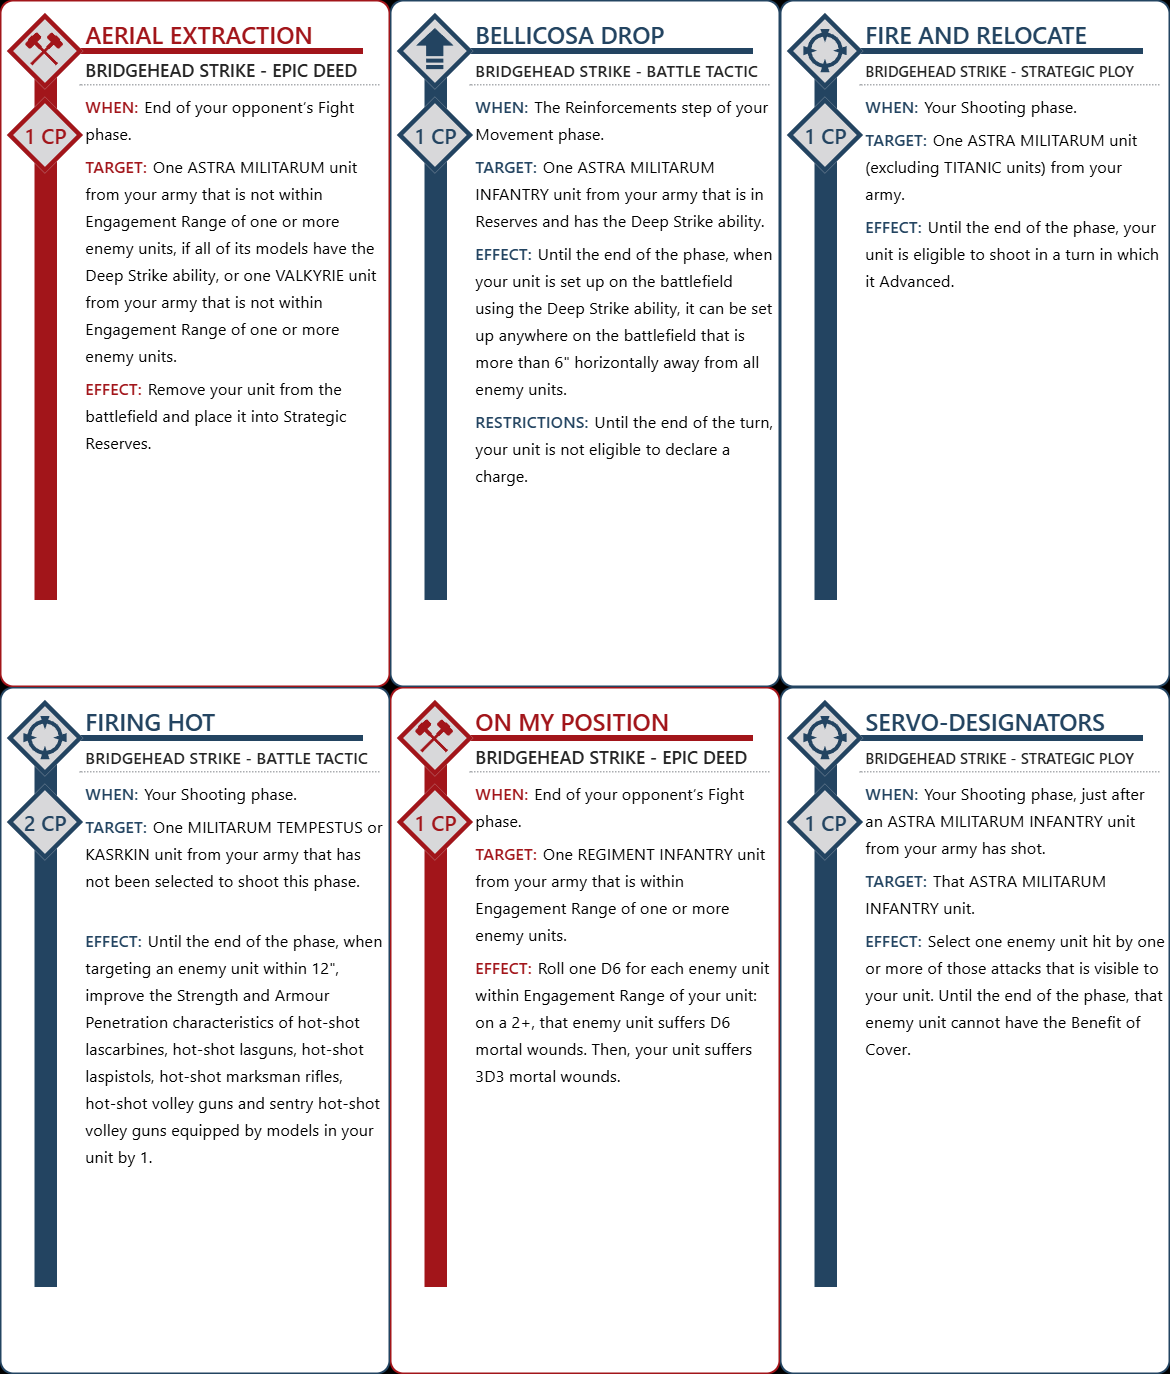 AERIAL EXTRACTION
BRIDGEHEAD STRIKE - EPIC DEED
1 CP
WHEN: End of your opponent’s Fight
phase.
TARGET: One ASTRA MILITARUM unit
from your army that is not within
Engagement Range of one or more
enemy units, if all of its models have the
Deep Strike ability, or one VALKYRIE unit
from your army that is not within
Engagement Range of one or more
enemy units.
EFFECT: Remove your unit from the
battlefield and place it into Strategic
Reserves.
BELLICOSA DROP
BRIDGEHEAD STRIKE - BATTLE TACTIC
1 CP
WHEN: The Reinforcements step of your
Movement phase.
TARGET: One ASTRA MILITARUM
INFANTRY unit from your army that is in
Reserves and has the Deep Strike ability.
EFFECT: Until the end of the phase, when
your unit is set up on the battlefield
using the Deep Strike ability, it can be set
up anywhere on the battlefield that is
more than 6" horizontally away from all
enemy units.
RESTRICTIONS: Until the end of the turn,
your unit is not eligible to declare a
charge.
FIRE AND RELOCATE
BRIDGEHEAD STRIKE - STRATEGIC PLOY
1 CP
WHEN: Your Shooting phase.
TARGET: One ASTRA MILITARUM unit
(excluding TITANIC units) from your
army.
EFFECT: Until the end of the phase, your
unit is eligible to shoot in a turn in which
it Advanced.
FIRING HOT
BRIDGEHEAD STRIKE - BATTLE TACTIC
2 CP
WHEN: Your Shooting phase.
TARGET: One MILITARUM TEMPESTUS or
KASRKIN unit from your army that has
not been selected to shoot this phase.
EFFECT: Until the end of the phase, when
targeting an enemy unit within 12",
improve the Strength and Armour
Penetration characteristics of hot-shot
lascarbines, hot-shot lasguns, hot-shot
laspistols, hot-shot marksman rifles,
hot-shot volley guns and sentry hot-shot
volley guns equipped by models in your
unit by 1.
ON MY POSITION
BRIDGEHEAD STRIKE - EPIC DEED
1 CP
WHEN: End of your opponent’s Fight
phase.
TARGET: One REGIMENT INFANTRY unit
from your army that is within
Engagement Range of one or more
enemy units.
EFFECT: Roll one D6 for each enemy unit
within Engagement Range of your unit:
on a 2+, that enemy unit suffers D6
mortal wounds. Then, your unit suffers
3D3 mortal wounds.
SERVO-DESIGNATORS
BRIDGEHEAD STRIKE - STRATEGIC PLOY
1 CP
WHEN: Your Shooting phase, just after
an ASTRA MILITARUM INFANTRY unit
from your army has shot.
TARGET: That ASTRA MILITARUM
INFANTRY unit.
EFFECT: Select one enemy unit hit by one
or more of those attacks that is visible to
your unit. Until the end of the phase, that
enemy unit cannot have the Benefit of
Cover.